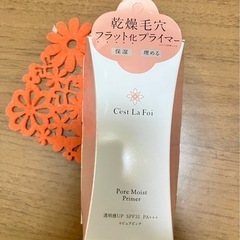 乾燥毛穴
フラット化プライマー
保湿 埋める
C'est La Foi
Pore Moist
Primer
透明感UP SPF31 PA+++